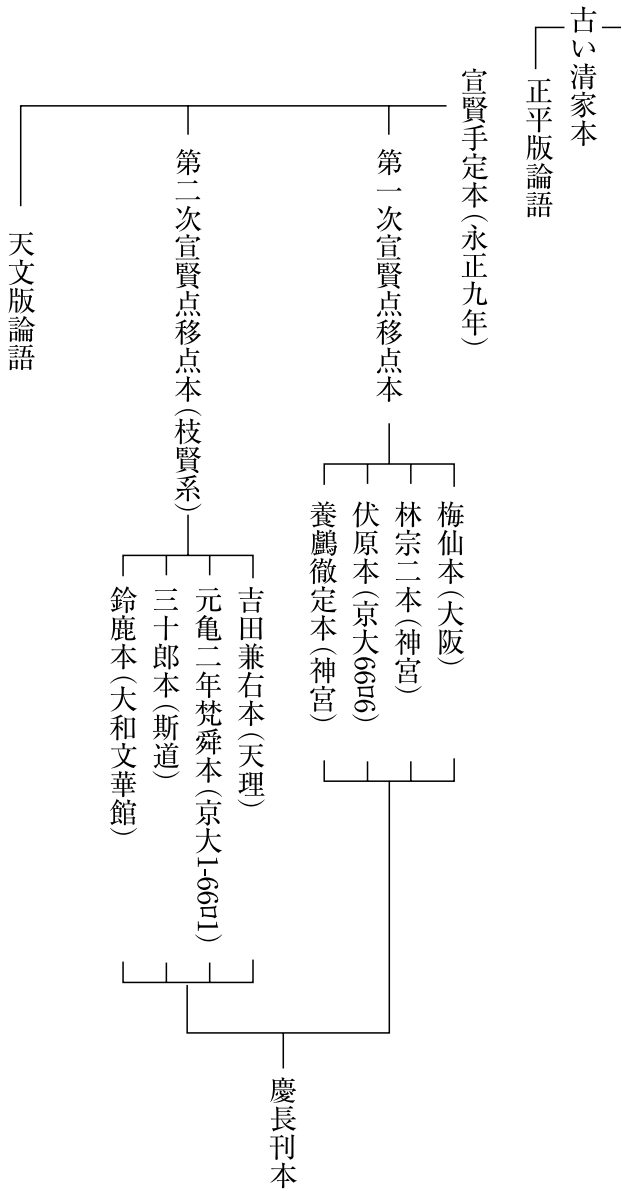 古い清家本
正平版論語
宣賢手定本(永正九年)
第一次宣賢点移点本
梅仙本(大阪)
林宗二本(神宮)
伏原本(京大66ロ6)
養鸕徹定本(神宮)
第二次宣賢点移点本(枝賢系)
吉田兼右本(天理)
元亀二年梵舜本(京大1-66ロ1)
三十郎本(斯道)
鈴鹿本(大和文華館)
天文版論語
慶長刊本